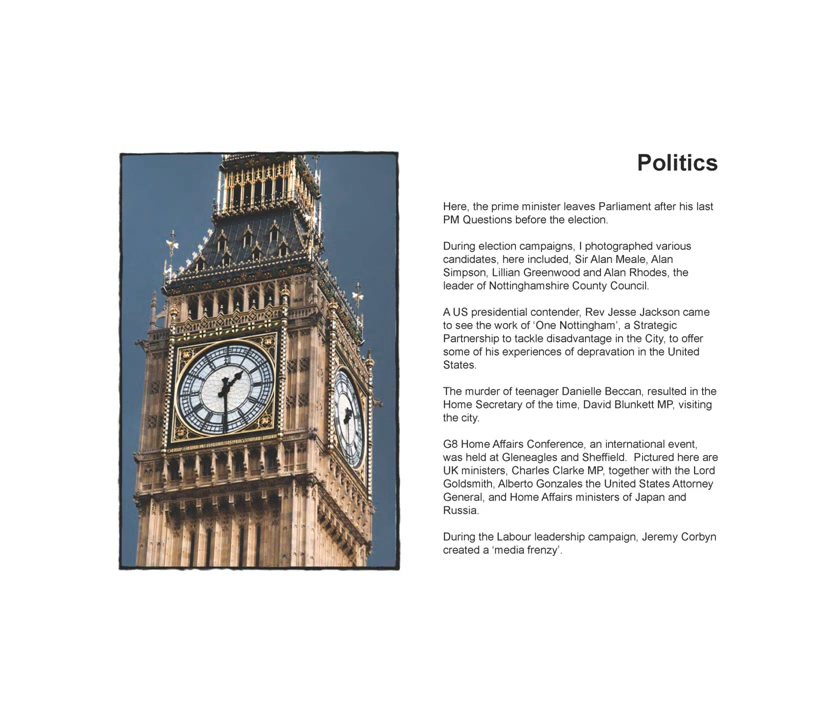 Politics
Here, the prime minister leaves Parliament after his last
PM Questions before the election.
During election campaigns, I photographed various
candidates, here included, Sir Alan Meale, Alan
Simpson, Lillian Greenwood and Alan Rhodes, the
leader of Nottinghamshire County Council.
A US presidential contender, Rev Jesse Jackson came
to see the work of ‘One Nottingham’, a Strategic
Partnership to tackle disadvantage in the City, to offer
some of his experiences of depravation in the United
States.
The murder of teenager Danielle Beccan, resulted in the
Home Secretary of the time, David Blunkett MP, visiting
the city.
G8 Home Affairs Conference, an international event,
was held at Gleneagles and Sheffield.  Pictured here are
UK ministers, Charles Clarke MP, together with the Lord
Goldsmith, Alberto Gonzales the United States Attorney
General, and Home Affairs ministers of Japan and
Russia.
During the Labour leadership campaign, Jeremy Corbyn
created a ‘media frenzy’.